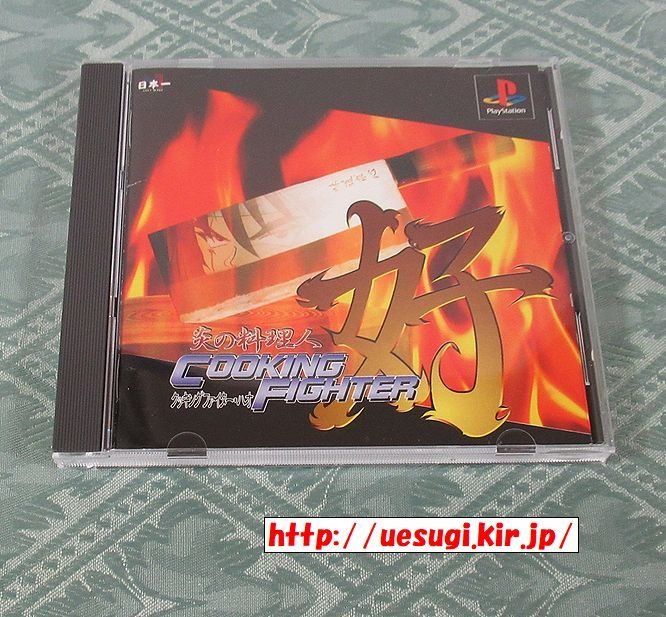 日本一
PlayStation
炎の料理人
COOKING
FIGHTER
クッキングファイター・ハオ
好
http://uesugi.kir.jp/